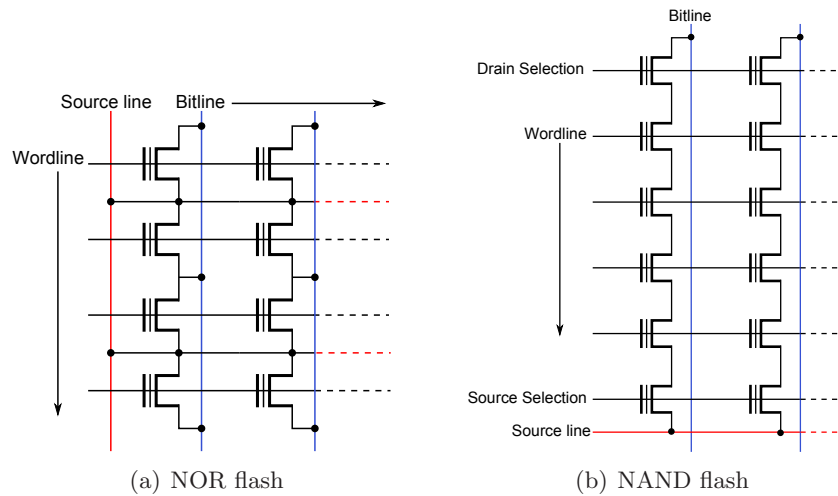 Source line
Bitline
Wordline
(a) NOR flash
Bitline
Drain Selection
Wordline
Source Selection
Source line
(b) NAND flash